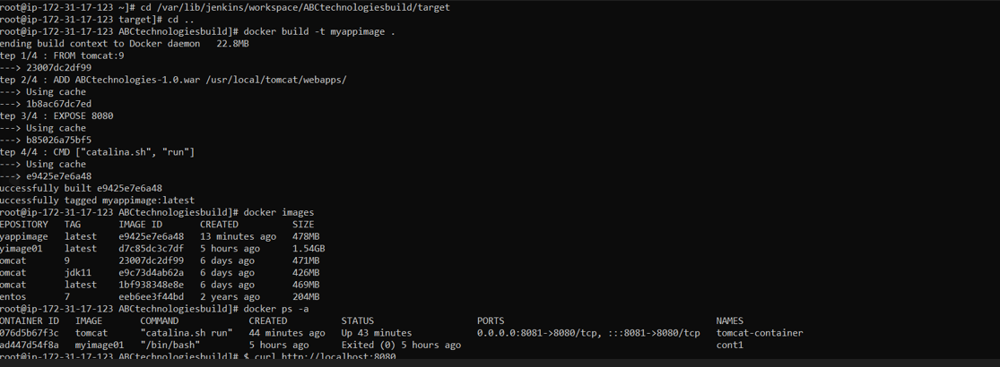 root@ip-172-31-17-123 ~]# cd /var/lib/jenkins/workspace/ABCtechnologiesbuild/target
root@ip-172-31-17-123 target]# cd ..
root@ip-172-31-17-123 ABCtechnologiesbuild]# docker build -t myappimage .
ending build context to Docker daemon   22.8MB
tep 1/4 : FROM tomcat:9
---> 23007dc2df99
tep 2/4 : ADD ABCtechnologies-1.0.war /usr/local/tomcat/webapps/
---> Using cache
---> 1b8ac67dc7ed
tep 3/4 : EXPOSE 8080
---> Using cache
---> b85026a75bf5
tep 4/4 : CMD ["catalina.sh", "run"]
---> Using cache
---> e9425e7e6a48
uccessfully built e9425e7e6a48
uccessfully tagged myappimage:latest
root@ip-172-31-17-123 ABCtechnologiesbuild]# docker images
EPOSITORY   TAG      IMAGE ID       CREATED          SIZE
yappimage   latest   e9425e7e6a48   13 minutes ago   478MB
yimage01    latest   d7c85dc3c7df   5 hours ago      1.54GB
omcat       9        23007dc2df99   6 days ago       471MB
omcat       jdk11    e9c73d4ab62a   6 days ago       426MB
omcat       latest   1bf938348e8e   6 days ago       469MB
entos       7        eeb6ee3f44bd   2 years ago      204MB
root@ip-172-31-17-123 ABCtechnologiesbuild]# docker ps -a
ONTAINER ID   IMAGE       COMMAND             CREATED          STATUS                   PORTS                                       NAMES
076d5b67f3c   tomcat      "catalina.sh run"   44 minutes ago   Up 43 minutes            0.0.0.0:8081->8080/tcp, :::8081->8080/tcp   tomcat-container
ad447d54f8a   myimage01   "/bin/bash"         5 hours ago      Exited (0) 5 hours ago                                               cont1
root@ip-172-31-17-123 ABCtechnologiesbuild]# $ curl http://localhost:8080